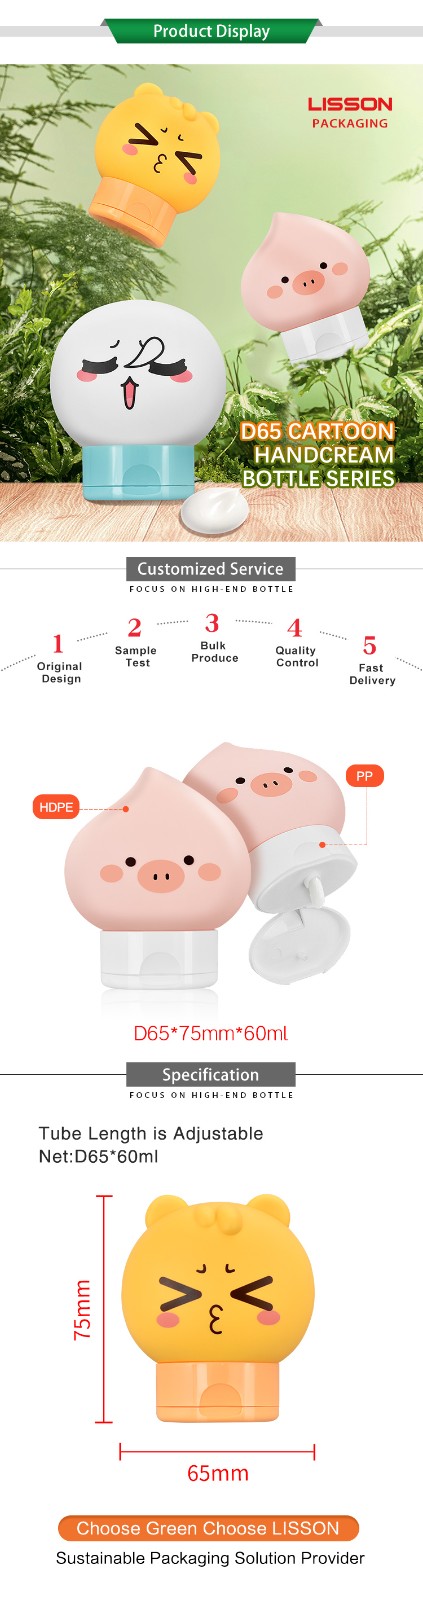 Product Display
LISSON
PACKAGING
D65 CARTOON
HANDCREAM
BOTTLE SERIES
Customized Service
FOCUS ON HIGH-END BOTTLE
1
Original
Design
2
Sample
Test
3
Bulk
Produce
4
Quality
Control
5
Fast
Delivery
HDPE
PP
D65*75mm*60ml
Specification
FOCUS ON HIGH-END BOTTLE
Tube Length is Adjustable
Net:D65*60ml
75mm
65mm
Choose Green Choose LISSON
Sustainable Packaging Solution Provider